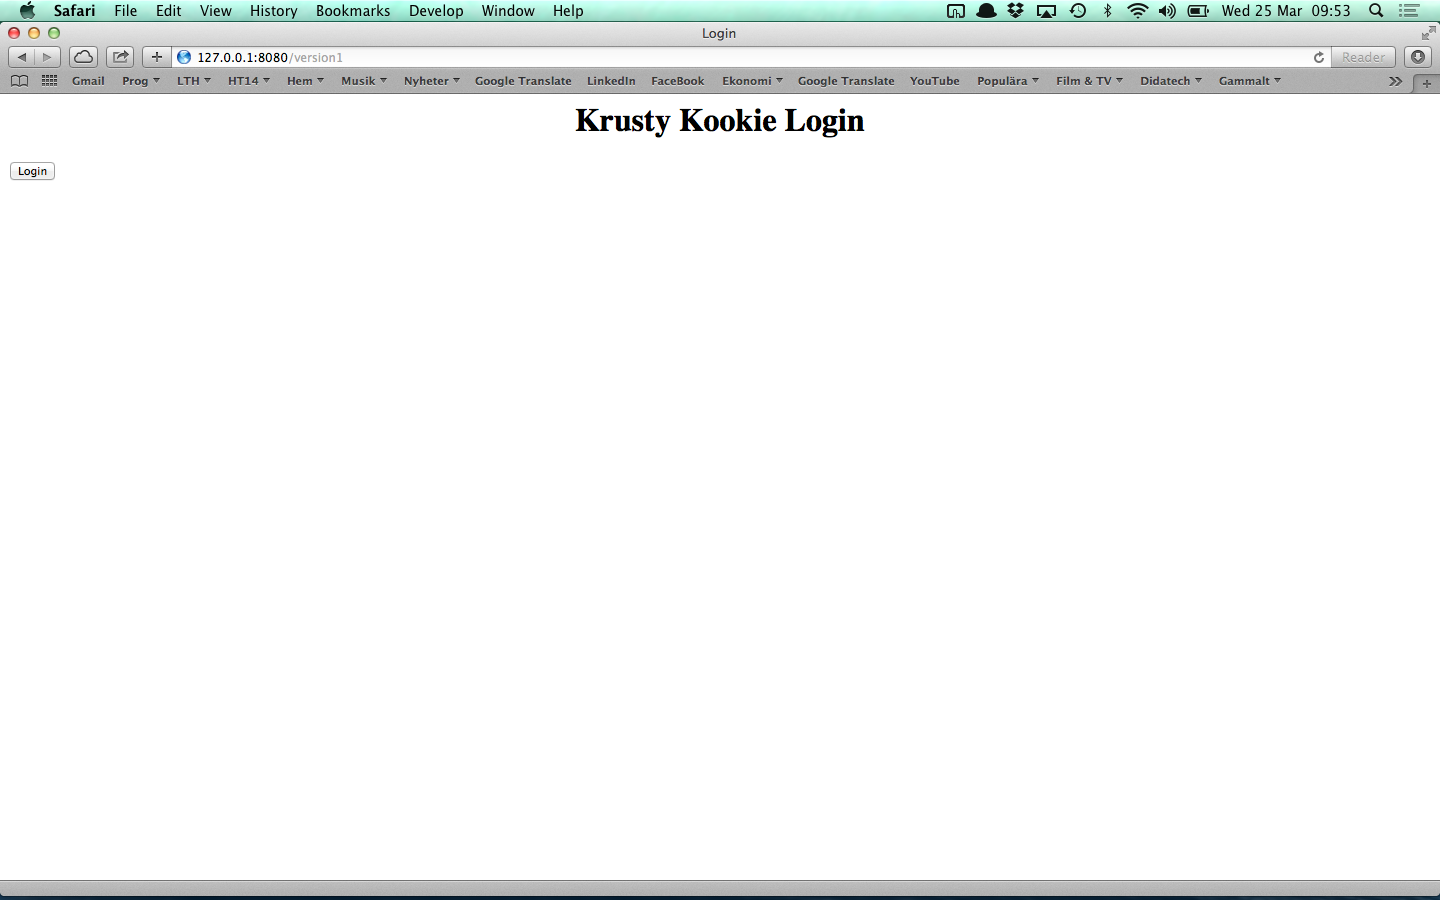 Safari File Edit View History Bookmarks Develop Window Help Wed 25 Mar 09:53
Login
127.0.0.1:8080/version1 Reader
Gmail Prog LTH HT14 Hem Musik Nyheter Google Translate LinkedIn FaceBook Ekonomi Google Translate YouTube Populära Film & TV Didatech Gammalt
Krusty Kookie Login
Login